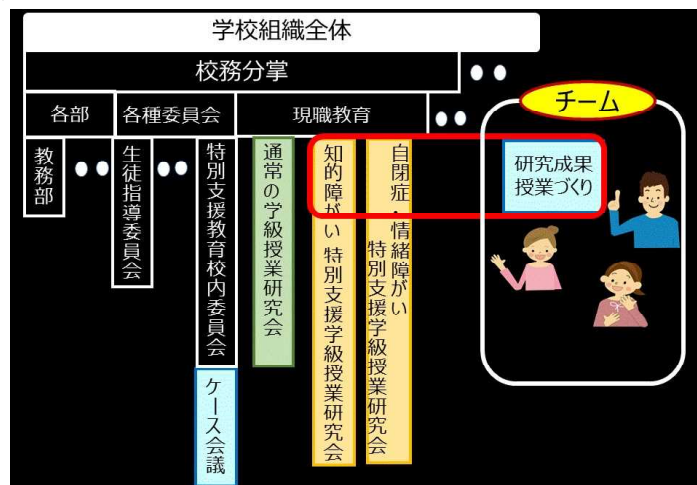 学校組織全体
校務分掌
各部
各種委員会
現職教育
チーム
教務部
生徒指導委員会
特別支援教育校内委員会
ケース会議
通常の学級授業研究会
知的障がい 特別支援学級授業研究会
自閉症・情緒障がい
特別支援学級授業研究会
研究成果
授業づくり